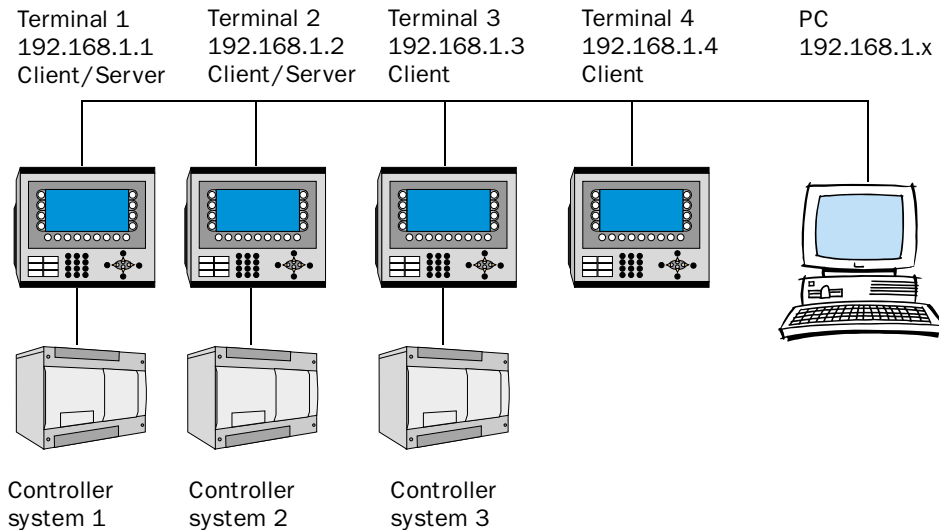 Terminal 1
192.168.1.1
Client/Server
Terminal 2
192.168.1.2
Client/Server
Terminal 3
192.168.1.3
Client
Terminal 4
192.168.1.4
Client
PC
192.168.1.x
Controller
system 1
Controller
system 2
Controller
system 3